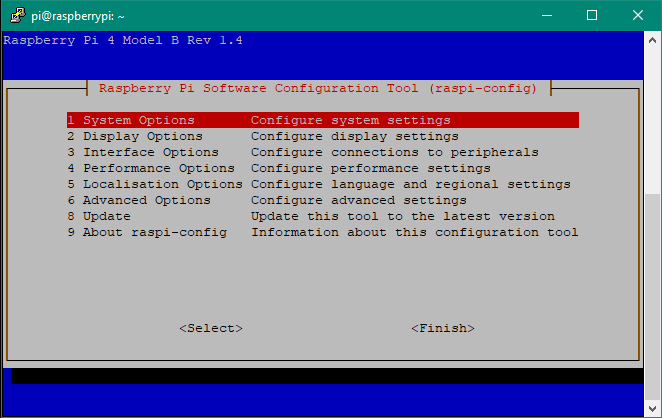 pi@raspberrypi: ~
Raspberry Pi 4 Model B Rev 1.4
Raspberry Pi Software Configuration Tool (raspi-config)
1 System Options Configure system settings
2 Display Options Configure display settings
3 Interface Options Configure connections to peripherals
4 Performance Options Configure performance settings
5 Localisation Options Configure language and regional settings
6 Advanced Options Configure advanced settings
8 Update Update this tool to the latest version
9 About raspi-config Information about this configuration tool
<Select> <Finish>